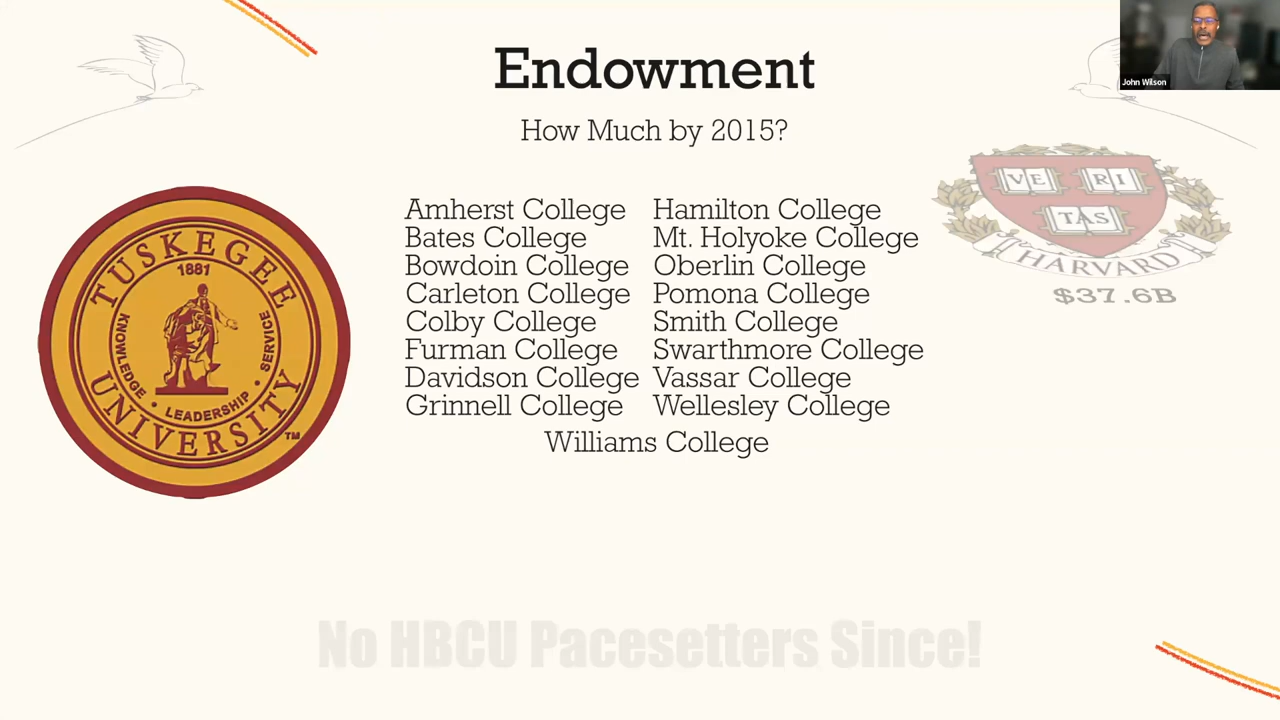 Endowment
How Much by 2015?
John Wilson
Amherst College
Bates College
Bowdoin College
Carleton College
Colby College
Furman College
Davidson College
Grinnell College
Hamilton College
Mt. Holyoke College
Oberlin College
Pomona College
Smith College
Swarthmore College
Vassar College
Wellesley College
Williams College
TUSKEGEE
1881
KNOWLEDGE • LEADERSHIP • SERVICE
UNIVERSITY
TM
VE RI
TAS
HARVARD
$37.6B
No HBCU Pacesetters Since!